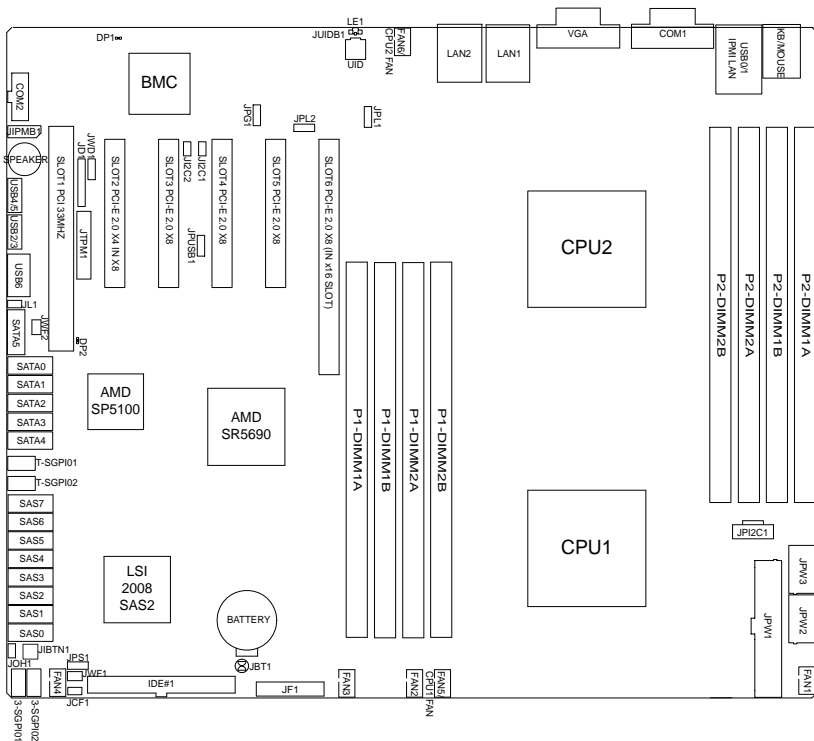 LE1
JUIDB1
DP1
UID
FAN6/
CPU2 FAN
LAN2
LAN1
VGA
COM1
USB0/1
IPMI LAN
KB/MOUSE
BMC
COM2
JIPMB1
SPEAKER
USB4/5
USB2/3
USB6
JL1
SATA5
JWF2
DP2
SLOT1 PCI 33MHZ
JD1
JWD1
JTPM1
SLOT2 PCI-E 2.0 X4 IN X8
SLOT3 PCI-E 2.0 X8
JI2C2
JI2C1
JPUSB1
SLOT4 PCI-E 2.0 X8
JPG1
JPL2
SLOT5 PCI-E 2.0 X8
SLOT6 PCI-E 2.0 X8 (IN x16 SLOT)
JPL1
CPU2
P2-DIMM2B
P2-DIMM2A
P2-DIMM1B
P2-DIMM1A
SATA0
SATA1
SATA2
SATA3
SATA4
AMD
SP5100
AMD
SR5690
P1-DIMM1A
P1-DIMM1B
P1-DIMM2A
P1-DIMM2B
T-SGPI01
T-SGPI02
SAS7
SAS6
SAS5
SAS4
SAS3
SAS2
SAS1
SAS0
LSI
2008
SAS2
BATTERY
CPU1
JPI2C1
JPW3
JPW2
JPW1
JIBTN1
JOH1
JPS1
JWF1
JCF1
FAN4
IDE#1
JBT1
JF1
FAN3
FAN2
FAN5/
CPU1 FAN
FAN1
3-SGPI01
3-SGPI02